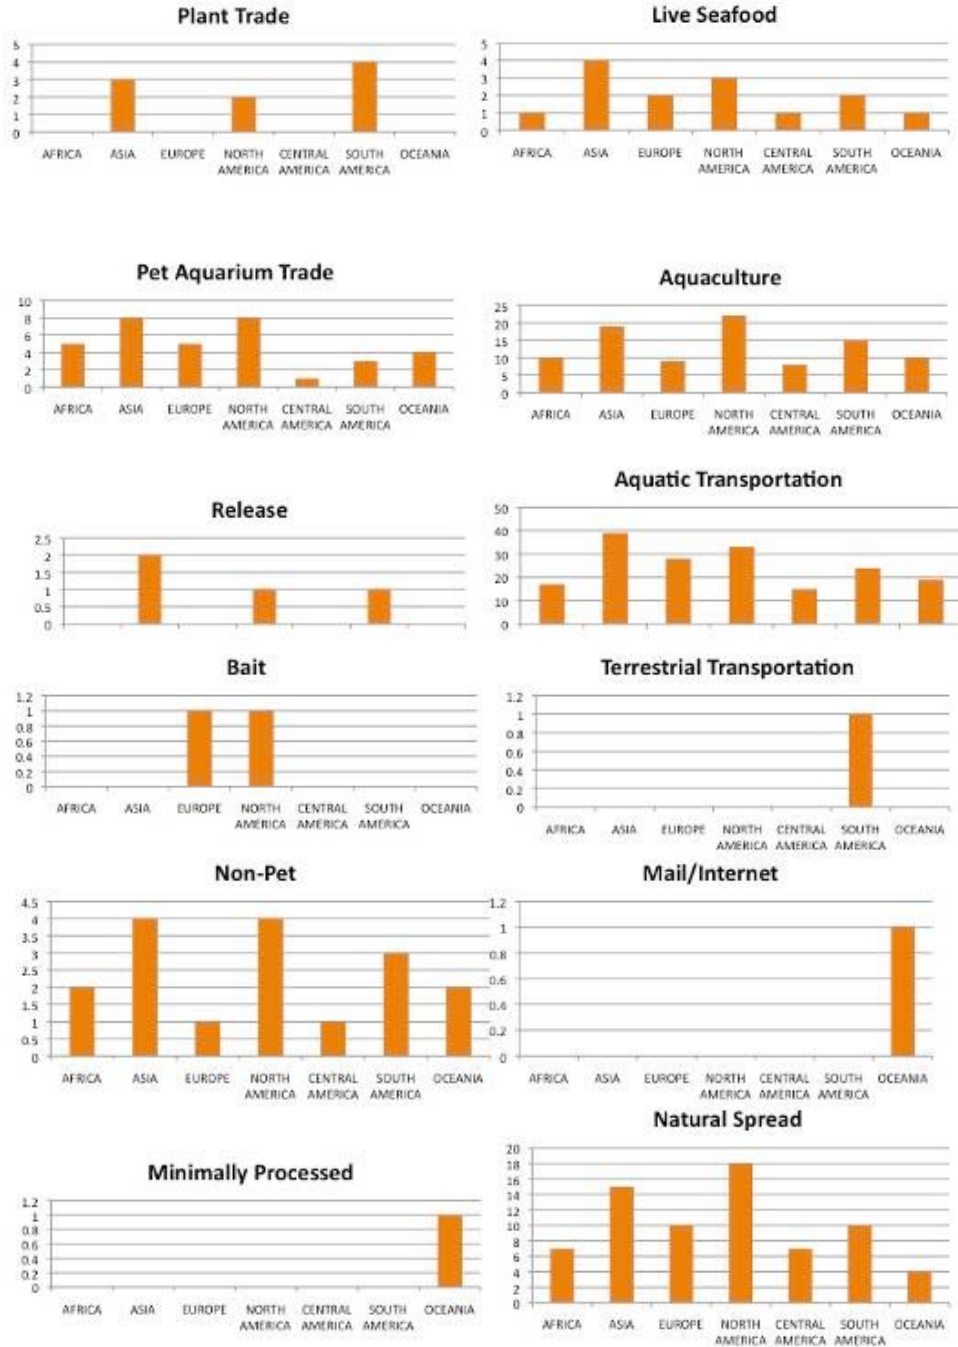 Plant Trade
5
4
3
2
1
0
AFRICA ASIA EUROPE NORTH CENTRAL SOUTH OCEANIA
AMERICA AMERICA AMERICA
Live Seafood
5
4
3
2
1
0
AFRICA ASIA EUROPE NORTH CENTRAL SOUTH OCEANIA
AMERICA AMERICA AMERICA
Pet Aquarium Trade
10
8
6
4
2
0
AFRICA ASIA EUROPE NORTH CENTRAL SOUTH OCEANIA
AMERICA AMERICA AMERICA
Aquaculture
25
20
15
10
5
0
AFRICA ASIA EUROPE NORTH CENTRAL SOUTH OCEANIA
AMERICA AMERICA AMERICA
Release
2.5
2
1.5
1
0.5
0
Aquatic Transportation
50
40
30
20
10
0
Bait
1.2
1
0.8
0.6
0.4
0.2
0
AFRICA ASIA EUROPE NORTH CENTRAL SOUTH OCEANIA
AMERICA AMERICA AMERICA
Terrestrial Transportation
1.2
1
0.8
0.6
0.4
0.2
0
AFRICA ASIA EUROPE NORTH CENTRAL SOUTH OCEANIA
AMERICA AMERICA AMERICA
Non-Pet
4.5
4
3.5
3
2.5
2
1.5
1
0.5
0
AFRICA ASIA EUROPE NORTH CENTRAL SOUTH OCEANIA
AMERICA AMERICA AMERICA
Mail/Internet
1.2
1
0.8
0.6
0.4
0.2
0
AFRICA ASIA EUROPE NORTH CENTRAL SOUTH OCEANIA
AMERICA AMERICA AMERICA
Minimally Processed
1.2
1
0.8
0.6
0.4
0.2
0
AFRICA ASIA EUROPE NORTH CENTRAL SOUTH OCEANIA
AMERICA AMERICA AMERICA
Natural Spread
20
18
16
14
12
10
8
6
4
2
0
AFRICA ASIA EUROPE NORTH CENTRAL SOUTH OCEANIA
AMERICA AMERICA AMERICA